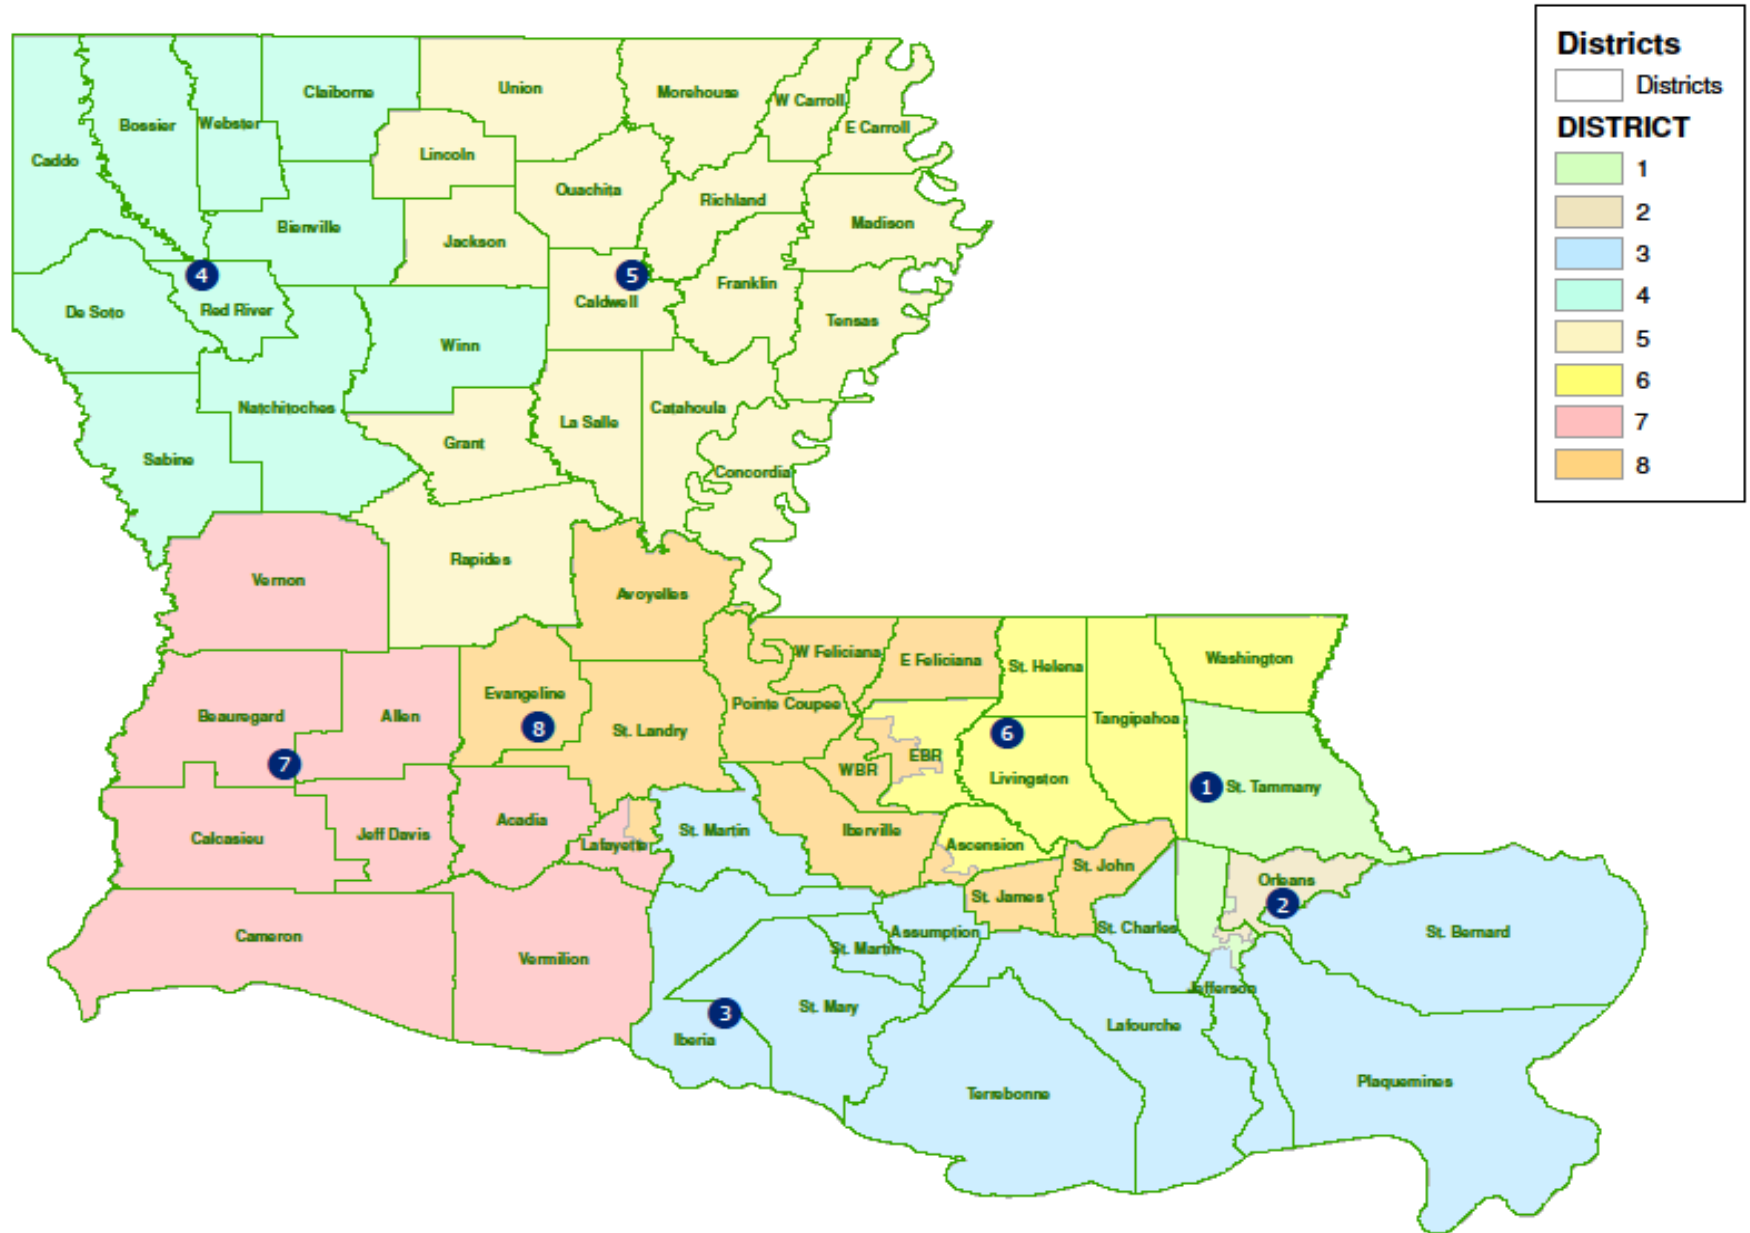 Districts
Districts
DISTRICT
1
2
3
4
5
6
7
8
Union
Morehouse
W Carroll
Claiborne
Bossier
Webster
E Carroll
Caddo
Lincoln
Ouachita
Richland
Madison
Bienville
Jackson
4
5
Franklin
Caldwell
De Soto
Red River
Tensas
Winn
Natchitoches
Catahoula
La Salle
Grant
Sabine
Concordia
Rapides
Vernon
Avoyelles
W Feliciana
E Feliciana
St. Helena
Washington
Evangeline
Pointe Coupee
Beauregard
Allen
8
St. Landry
6
Tangipahoa
7
EBR
WBR
Livingston
1
St. Tammany
Calcasieu
Jeff Davis
Acadia
Lafayette
St. Martin
Iberville
Ascension
St. John
Orleans
St. James
2
Cameron
Vermilion
Assumption
St. Martin
St. Charles
St. Bernard
Jefferson
3
St. Mary
Iberia
Lafourche
Terrebonne
Plaquemines